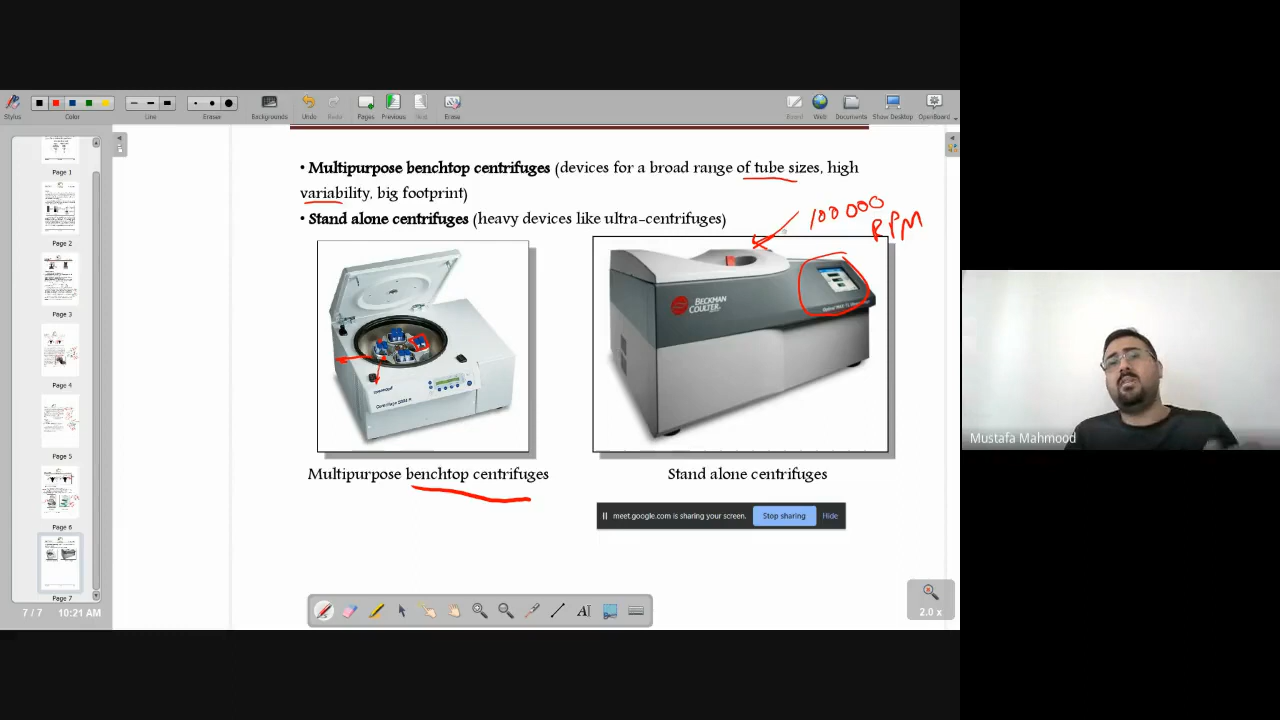 Stylus
Color
Line
Eraser
Backgrounds
Undo
Redo
Pages
Previous
Next
Erase
Board
Web
Documents
Show Desktop
OpenBoard
• Multipurpose benchtop centrifuges (devices for a broad range of tube sizes, high
variability, big footprint)
• Stand alone centrifuges (heavy devices like ultra-centrifuges)
100 000
RPM
BECKMAN
COULTER
Multipurpose benchtop centrifuges
Stand alone centrifuges
meet.google.com is sharing your screen.
Stop sharing
Hide
Page 1
Page 2
Page 3
Page 4
Page 5
Page 6
Page 7
7 / 7
10:21 AM
2.0 x
Mustafa Mahmood